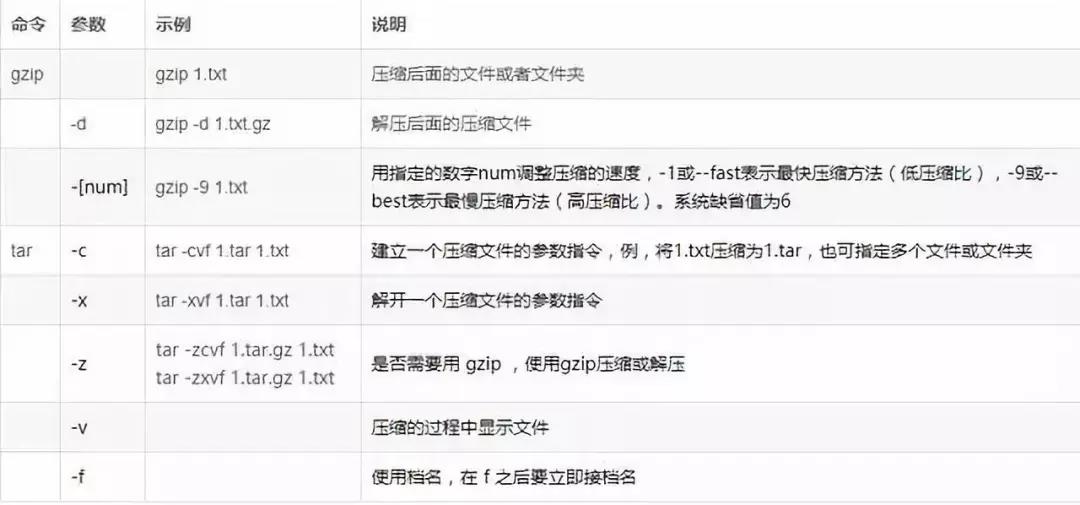 命令 参数 示例 说明
gzip gzip 1.txt 压缩后面的文件或者文件夹
-d gzip -d 1.txt.gz 解压后面的压缩文件
-[num] gzip -9 1.txt 用指定的数字num调整压缩的速度，-1或--fast表示最快压缩方法（低压缩比），-9或--
best表示最慢压缩方法（高压缩比）。系统缺省值为6
tar -c tar -cvf 1.tar 1.txt 建立一个压缩文件的参数指令，例，将1.txt压缩为1.tar，也可指定多个文件或文件夹
-x tar -xvf 1.tar 1.txt 解开一个压缩文件的参数指令
-z tar -zcvf 1.tar.gz 1.txt
tar -zxvf 1.tar.gz 1.txt
是否需要用 gzip ，使用gzip压缩或解压
-v 压缩的过程中显示文件
-f 使用档名，在 f 之后要立即接档名